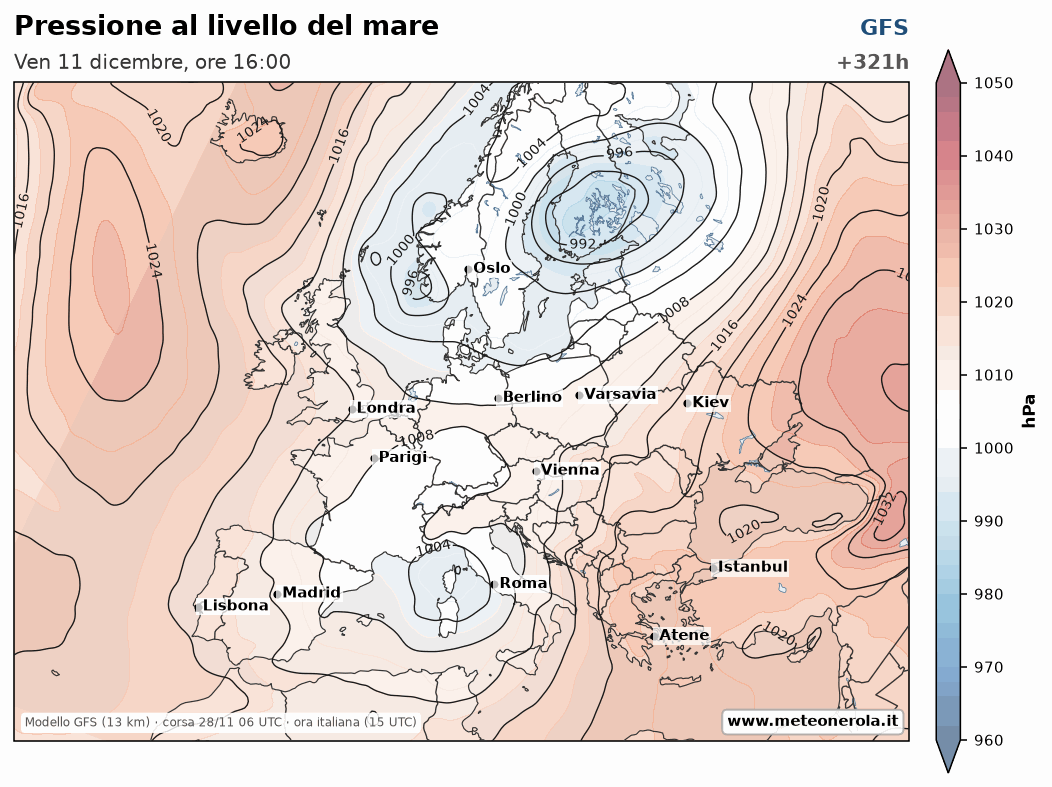 Pressione al livello del mare
GFS
Ven 11 dicembre, ore 16:00
+321h
1004
1020
1024
1016
1004
996
1016
1000
1020
1000
1024
992
996
Oslo
1008
1024
1016
Berlino
Varsavia
Kiev
Londra
1008
Parigi
Vienna
1032
1020
1004
Istanbul
Roma
Madrid
Lisbona
1020
Atene
Modello GFS (13 km) · corsa 28/11 06 UTC · ora italiana (15 UTC)
www.meteonerola.it
1050
1040
1030
1020
1010
1000
990
980
970
960
hPa